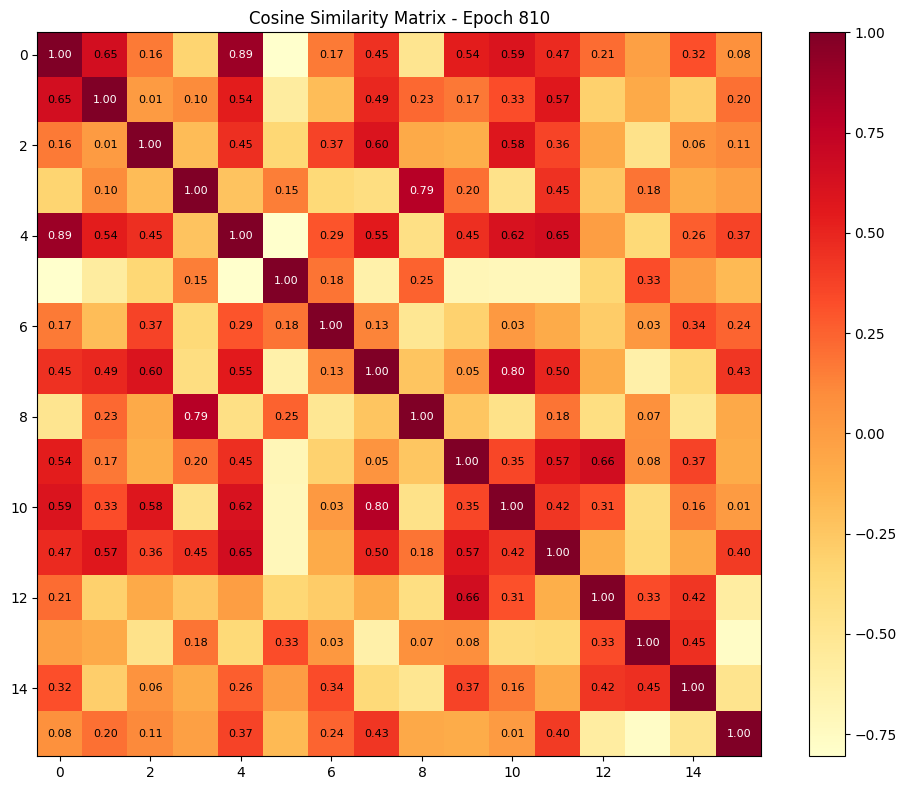 Cosine Similarity Matrix - Epoch 810
0 1.00 0.65 0.16 0.89 0.17 0.45 0.54 0.59 0.47 0.21 0.32 0.08 1.00
0.65 1.00 0.01 0.10 0.54 0.49 0.23 0.17 0.33 0.57 0.20
2 0.16 0.01 1.00 0.45 0.37 0.60 0.58 0.36 0.06 0.11 0.75
0.10 1.00 0.15 0.79 0.20 0.45 0.18
4 0.89 0.54 0.45 1.00 0.29 0.55 0.45 0.62 0.65 0.26 0.37 0.50
0.15 1.00 0.18 0.25 0.33
6 0.17 0.37 0.29 0.18 1.00 0.13 0.03 0.03 0.34 0.24 0.25
0.45 0.49 0.60 0.55 0.13 1.00 0.05 0.80 0.50 0.43
8 0.23 0.79 0.25 1.00 0.18 0.07 0.00
0.54 0.17 0.20 0.45 0.05 1.00 0.35 0.57 0.66 0.08 0.37
10 0.59 0.33 0.58 0.62 0.03 0.80 0.35 1.00 0.42 0.31 0.16 0.01
0.47 0.57 0.36 0.45 0.65 0.50 0.18 0.57 0.42 1.00 0.40 −0.25
12 0.21 0.66 0.31 1.00 0.33 0.42
0.18 0.33 0.03 0.07 0.08 0.33 1.00 0.45 −0.50
14 0.32 0.06 0.26 0.34 0.37 0.16 0.42 0.45 1.00
0.08 0.20 0.11 0.37 0.24 0.43 0.01 0.40 1.00 −0.75
0 2 4 6 8 10 12 14